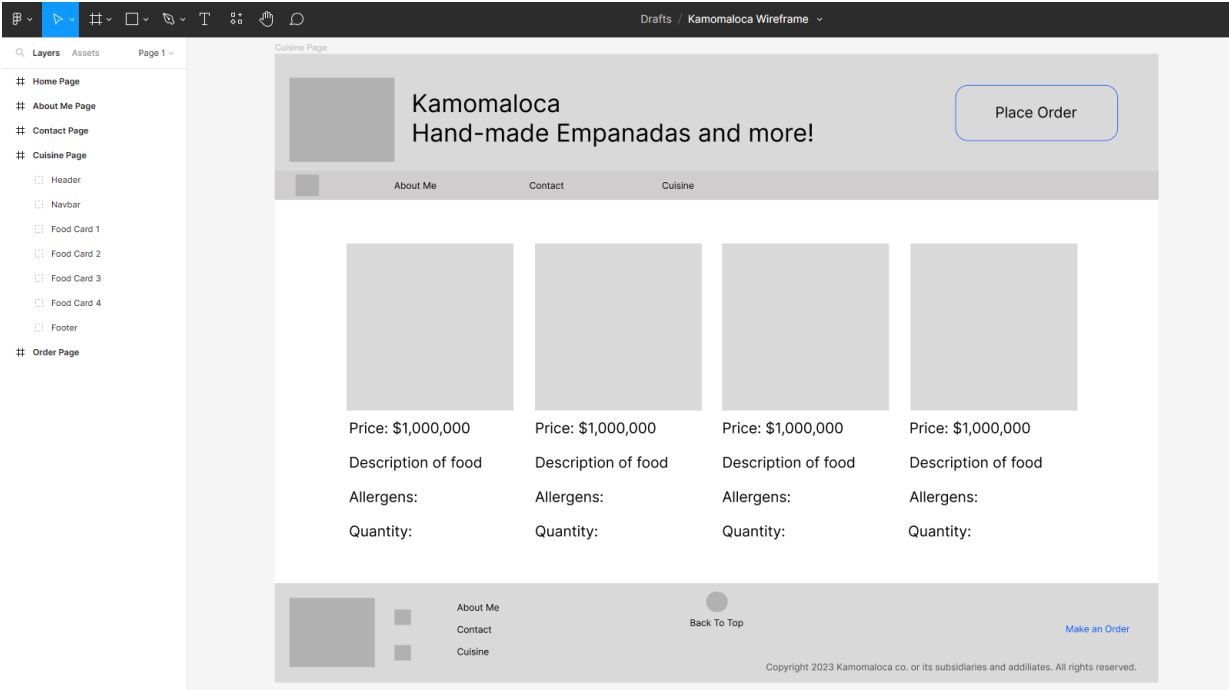 Drafts / Kamomaloca Wireframe
Layers Assets Page 1
Home Page
About Me Page
Contact Page
Cuisine Page
Header
Navbar
Food Card 1
Food Card 2
Food Card 3
Food Card 4
Footer
Order Page
Cuisine Page
Kamomaloca
Hand-made Empanadas and more!
Place Order
About Me Contact Cuisine
Price: $1,000,000 Price: $1,000,000 Price: $1,000,000 Price: $1,000,000
Description of food Description of food Description of food Description of food
Allergens: Allergens: Allergens: Allergens:
Quantity: Quantity: Quantity: Quantity:
About Me
Contact
Cuisine
Back To Top
Make an Order
Copyright 2023 Kamomaloca co. or its subsidiaries and addiliates. All rights reserved.